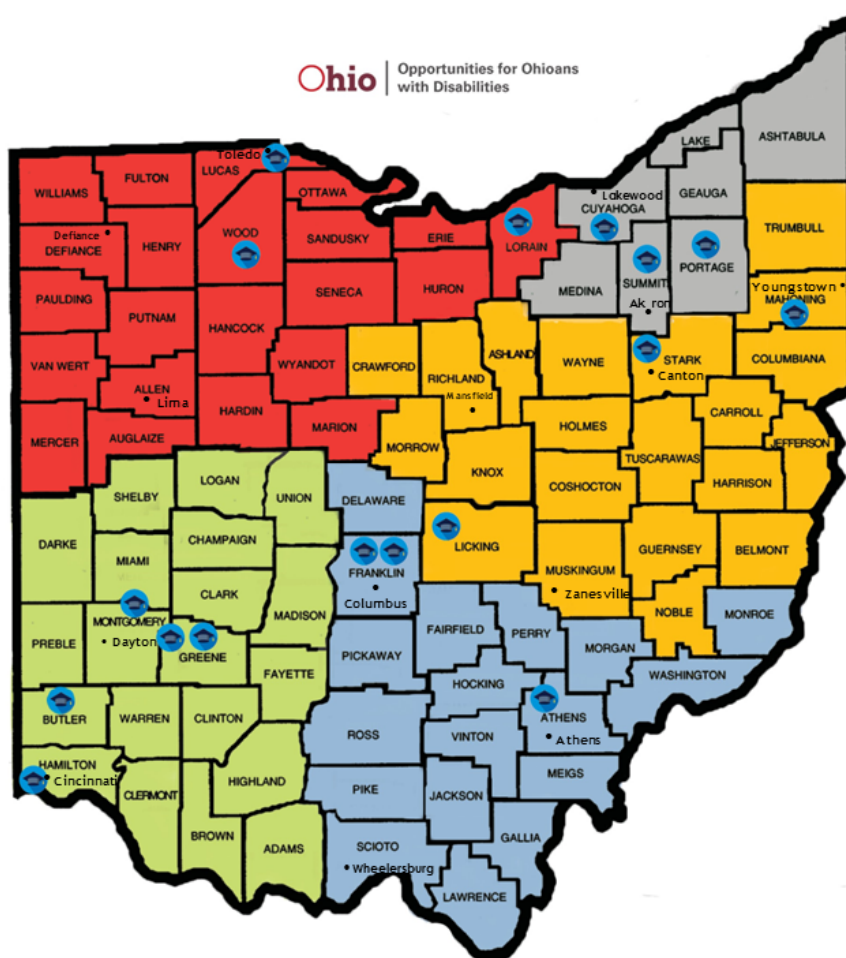 Ohio
Opportunities for Ohioans
with Disabilities
ASHTABULA
LAKE
Toledo
LUCAS
FULTON
WILLIAMS
OTTAWA
Lakewood
CUYAHOGA
GEAUGA
WOOD
Defiance
DEFIANCE
HENRY
SANDUSKY
ERIE
LORAIN
TRUMBULL
PORTAGE
SUMMIT
Ak ron
MEDINA
Youngstown
MAHONING
PAULDING
SENECA
HURON
PUTNAM
HANCOCK
VAN WERT
WYANDOT
CRAWFORD
RICHLAND
Mansfield
ASHLAND
WAYNE
STARK
Canton
COLUMBIANA
ALLEN
Lima
HARDIN
MARION
MERCER
AUGLAIZE
MORROW
HOLMES
CARROLL
JEFFERSON
TUSCARAWAS
KNOX
LOGAN
UNION
SHELBY
DELAWARE
COSHOCTON
HARRISON
DARKE
CHAMPAIGN
MIAMI
FRANKLIN
Columbus
LICKING
MUSKINGUM
Zanesville
GUERNSEY
BELMONT
CLARK
MADISON
NOBLE
MONROE
MONTGOMERY
Dayton
PREBLE
GREENE
FAIRFIELD
PERRY
MORGAN
PICKAWAY
FAYETTE
WASHINGTON
HOCKING
BUTLER
WARREN
CLINTON
ROSS
VINTON
ATHENS
Athens
HAMILTON
Cincinnati
CLERMONT
HIGHLAND
PIKE
JACKSON
MEIGS
BROWN
ADAMS
SCIOTO
Wheelersburg
GALLIA
LAWRENCE